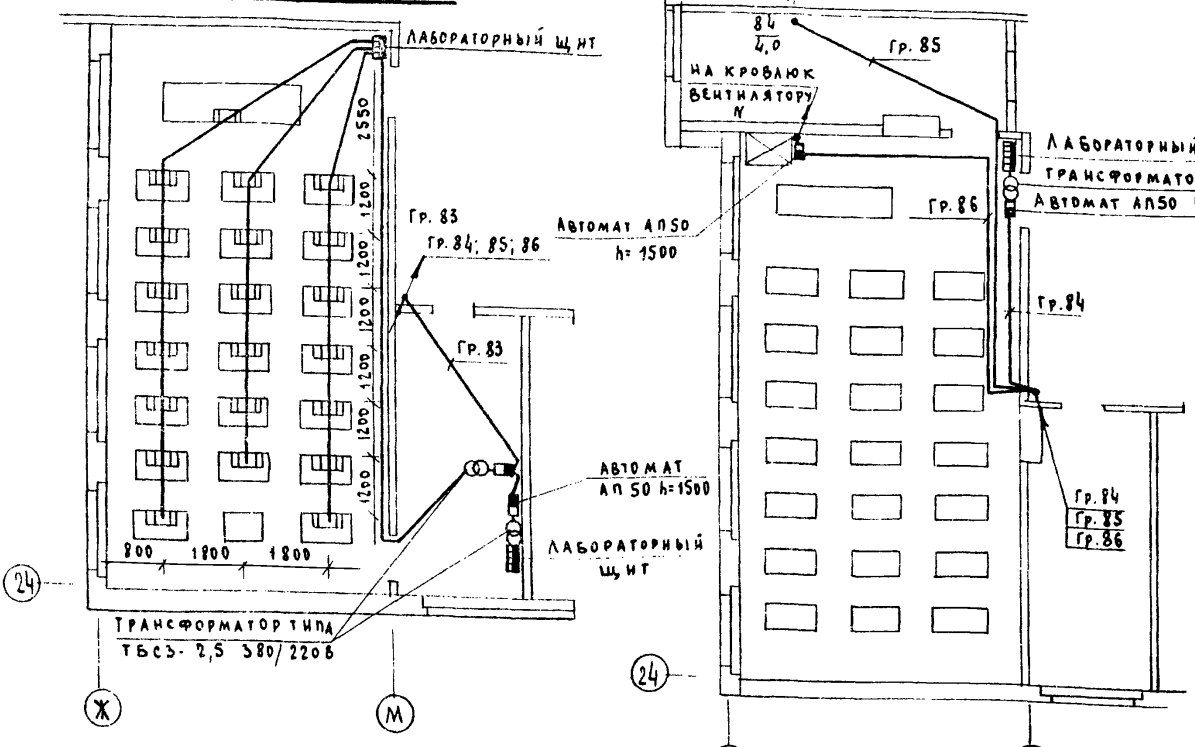 ЛАБОРАТОРНЫЙ ЩИТ
2550
1200
1200
1200
1200
1200
1200
Гр. 83
Гр. 84; 85; 86
Гр. 83
АВТОМАТ
АП 50 h=1500
ЛАБОРАТОРНЫЙ
ЩИТ
800 1800 1800
24
ТРАНСФОРМАТОР ТИПА
ТБСЗ- 2,5 380/220В
Ж
М
84
4,0
Гр. 85
НА КРОВЛЮ К
ВЕНТИЛЯТОРУ
N
ЛАБОРАТОРНЫЙ
ТРАНСФОРМАТО
АВТОМАТ АП50
АВТОМАТ АП50
h= 1500
Гр. 86
Гр. 84
Гр. 84
Гр. 85
Гр. 86
24